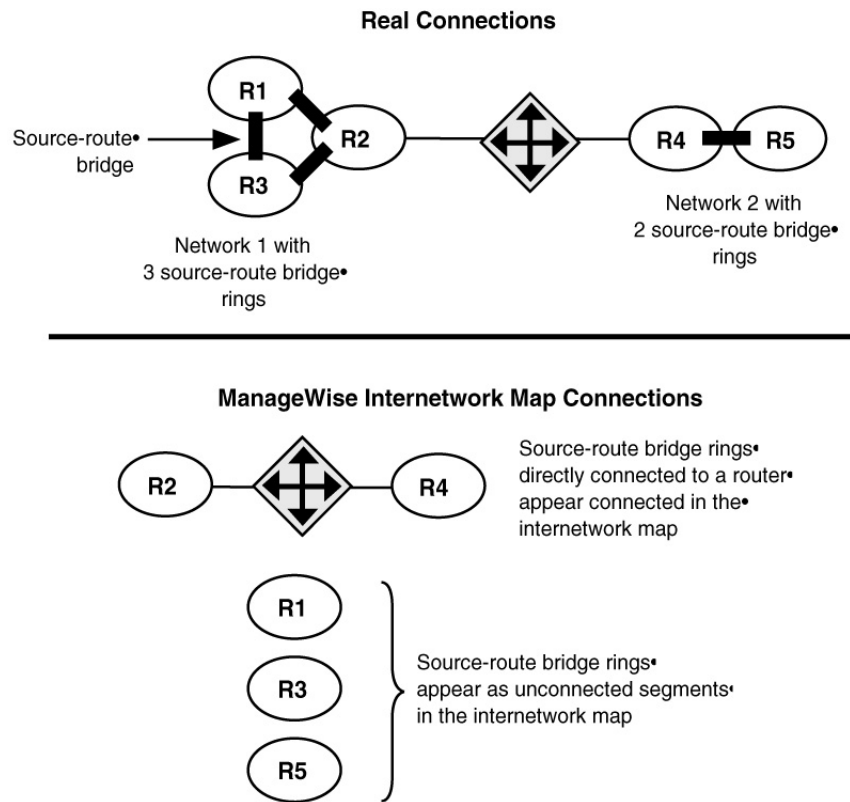 Real Connections
R1
R2
R3
R4
R5
Source-route•
bridge
Network 1 with
3 source-route bridge•
rings
Network 2 with
2 source-route bridge•
rings
ManageWise Internetwork Map Connections
R2
R4
Source-route bridge rings•
directly connected to a router•
appear connected in the•
internetwork map
R1
R3
R5
Source-route bridge rings•
appear as unconnected segments•
in the internetwork map